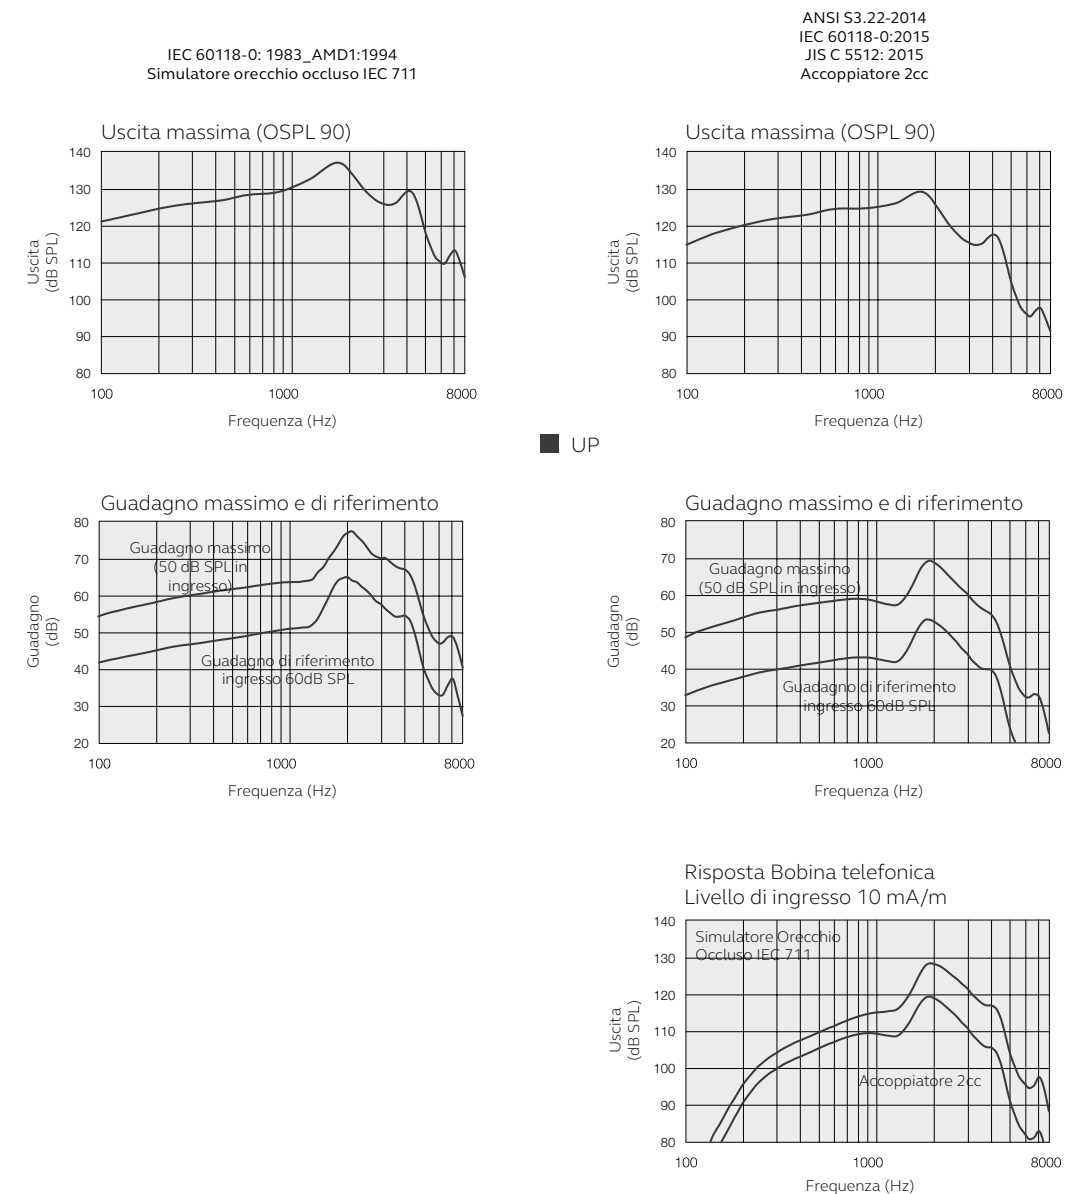 IEC 60118-0: 1983_AMD1:1994
Simulatore orecchio occluso IEC 711
ANSI S3.22-2014
IEC 60118-0:2015
JIS C 5512: 2015
Accoppiatore 2cc
Uscita massima (OSPL 90)
140
130
120
110
100
90
80
Uscita
(dB SPL)
100
1000
8000
Frequenza (Hz)
Uscita massima (OSPL 90)
140
130
120
110
100
90
80
Uscita
(dB SPL)
100
1000
8000
Frequenza (Hz)
UP
Guadagno massimo e di riferimento
80
70
60
50
40
30
20
Guadagno
(dB)
Guadagno massimo
(50 dB SPL in
ingresso)
Guadagno di riferimento
ingresso 60dB SPL
100
1000
8000
Frequenza (Hz)
Guadagno massimo e di riferimento
80
70
60
50
40
30
20
Guadagno
(dB)
Guadagno massimo
(50 dB SPL in ingresso)
Guadagno di riferimento
ingresso 60dB SPL
100
1000
8000
Frequenza (Hz)
Risposta Bobina telefonica
Livello di ingresso 10 mA/m
140
130
120
110
100
90
80
Uscita
(dB SPL)
Simulatore Orecchio
Occluso IEC 711
Accoppiatore 2cc
100
1000
8000
Frequenza (Hz)